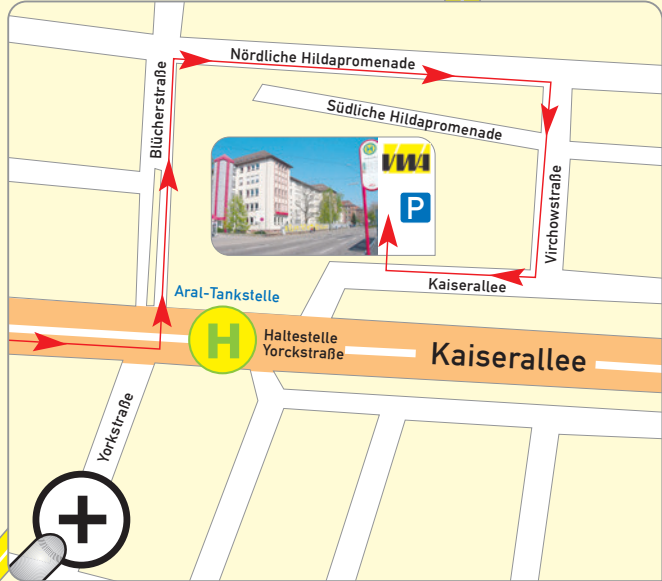 Nördliche Hildapromenade
Südliche Hildapromenade
Blücherstraße
VWA
P
Virchowstraße
Kaiserallee
Aral-Tankstelle
H
Haltestelle
Yorckstraße
Kaiserallee
Yorkstraße